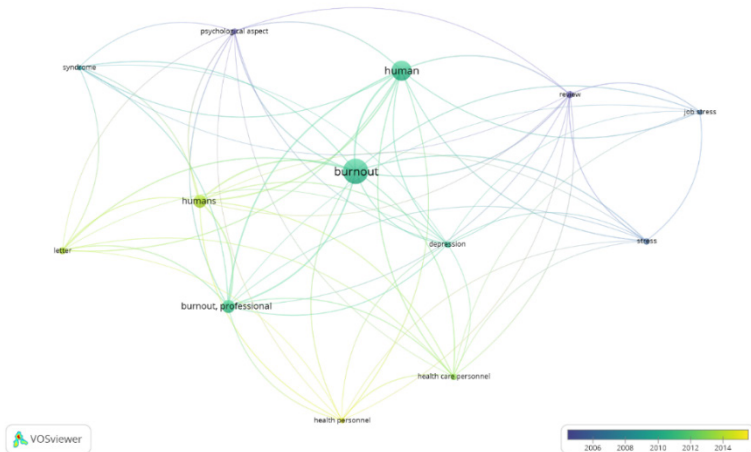 psychological aspect
syndrome
human
review
job stress
burnout
humans
letter
depression
stress
burnout, professional
health care personnel
health personnel
VOSviewer
2006 2008 2010 2012 2014